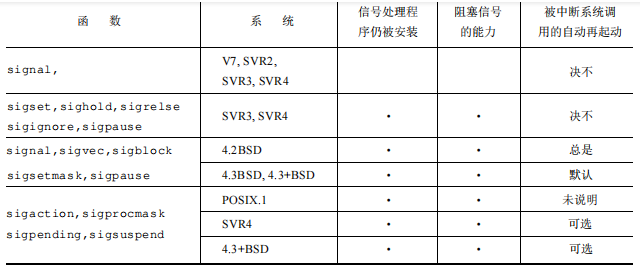 函 数 系 统 信号处理程序仍被安装 阻塞信号的能力 被中断系统调用的自动再起动
signal, V7, SVR2, SVR3, SVR4 决不
sigset,sighold,sigrelse sigignore,sigpause SVR3, SVR4 • • 决不
signal,sigvec,sigblock 4.2BSD • • 总是
sigsetmask,sigpause 4.3BSD, 4.3+BSD • • 默认
sigaction,sigprocmask sigpending,sigsuspend POSIX.1 • • 未说明
SVR4 • • 可选
4.3+BSD • • 可选